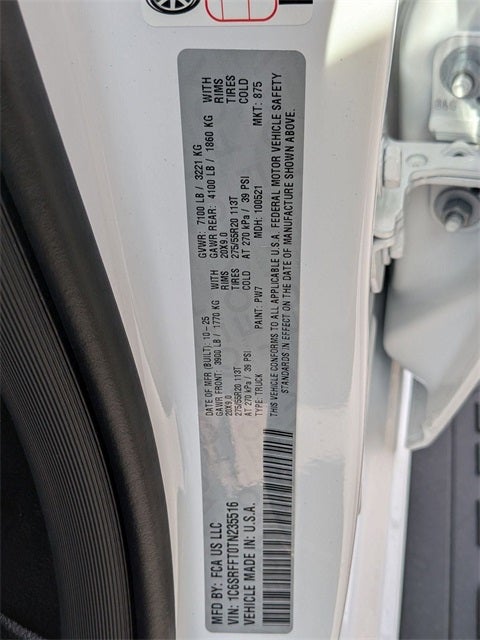 MFD BY: FCA US LLC
DATE OF MFR (BUILT): 10-25
GVWR: 7100 LB / 3221 KG
GAWR FRONT: 3900 LB / 1770 KG WITH
20X9.0 RIMS
275/55R20 113T TIRES
AT 270 kPa / 39 PSI COLD
GAWR REAR: 4100 LB / 1860 KG WITH
20X9.0 RIMS
275/55R20 113T TIRES
AT 270 kPa / 39 PSI COLD
VIN: 1C6SRFFT0TN235516
TYPE: TRUCK PAINT: PW7 MDH: 100521 MKT: 875
VEHICLE MADE IN: U.S.A.
THIS VEHICLE CONFORMS TO ALL APPLICABLE U.S.A. FEDERAL MOTOR VEHICLE SAFETY
STANDARDS IN EFFECT ON THE DATE OF MANUFACTURE SHOWN ABOVE.